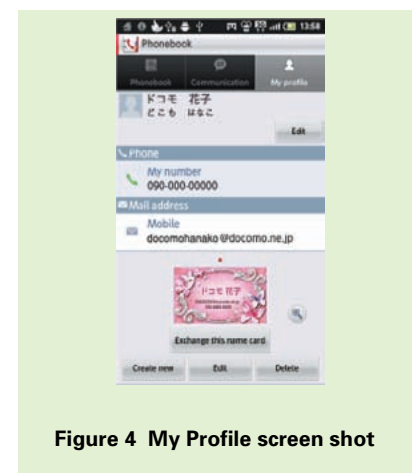 13:58
Phonebook
Phonebook Communication My profile
ドコモ 花子
どこも はなこ
Edit
Phone
My number
090-000-00000
Mail address
Mobile
docomohanako@docomo.ne.jp
ドコモ 花子
Exchange this name card.
Create new Edit Delete
Figure 4 My Profile screen shot